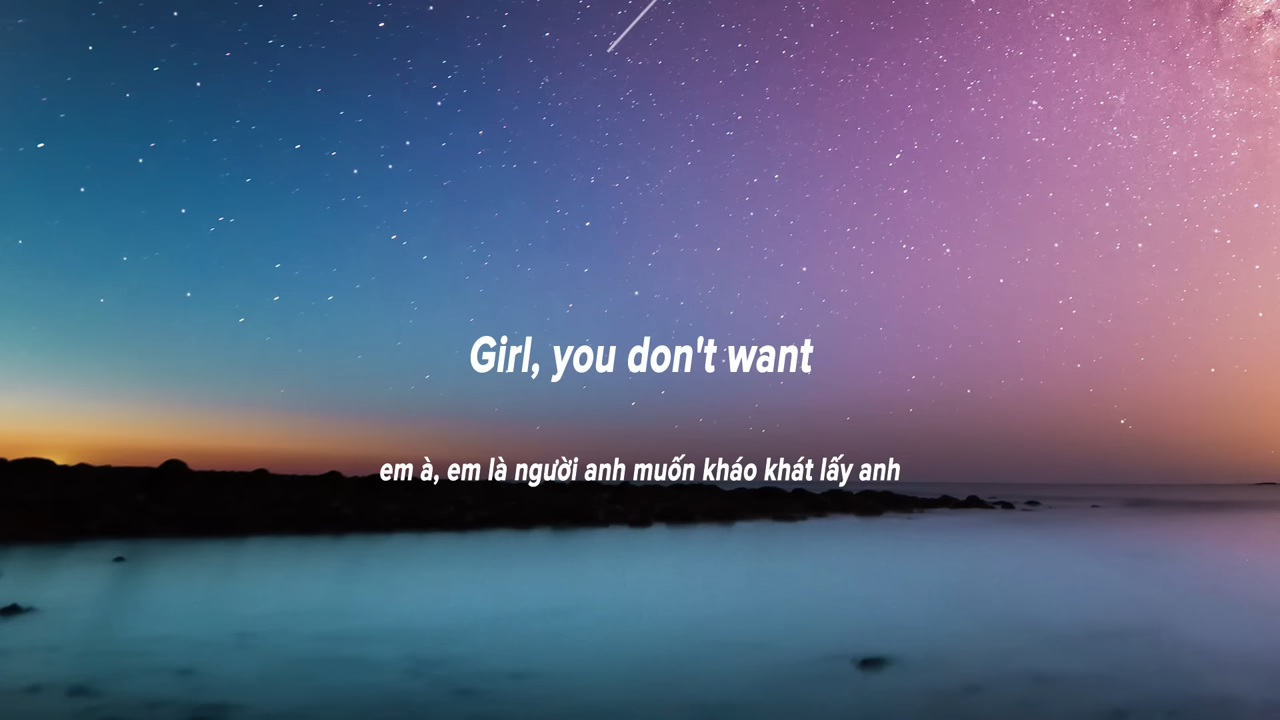 Girl, you don't want
em à, em là người anh muốn kháo khát lấy anh